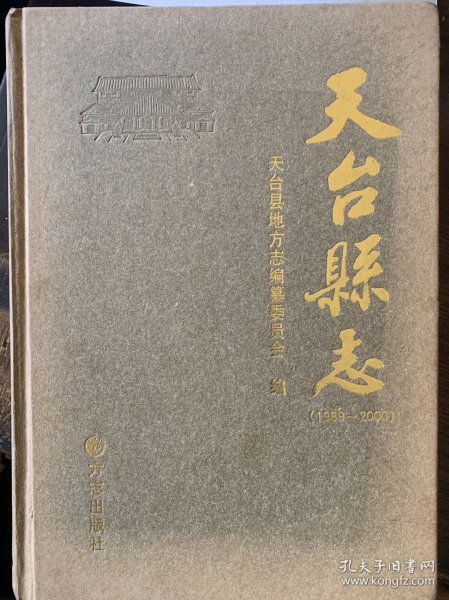 天台縣志
(1989—2000)
天台县地方志编纂委员会 编
方志出版社
孔夫子旧书网
www.kongfz.com